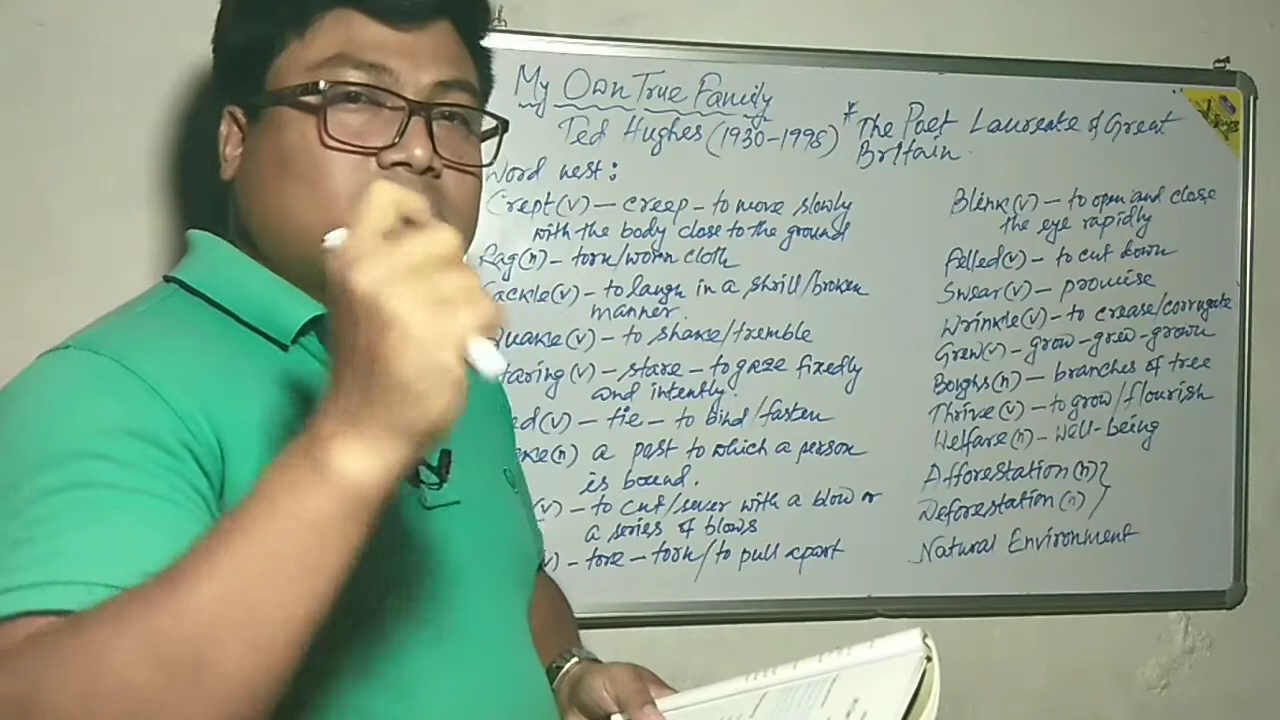 My Own True Family
Ted Hughes (1930-1998)
* The Poet Laureate of Great
Britain.
Word nest:
Crept (v) – creep – to move slowly
with the body close to the ground
Rag (n) – torn/worn cloth
ackle (v) – to laugh in a shrill/broken
manner.
Quake (v) – to shake/tremble
taring (v) – stare – to gaze fixedly
and intently.
ed (v) – tie – to bind/fasten
ake (n) a post to which a person
is bound.
(v) – to cut/sever with a blow or
a series of blows
v) – tore – torn/to pull apart
Blink (v) – to open and close
the eye rapidly
Felled (v) – to cut down
Swear (v) – promise
Wrinkle (v) – to crease/corrugate
Grew (v) – grow – grew – grown
Boughs (n) – branches of tree
Thrive (v) – to grow/flourish
Welfare (n) – well-being
Afforestation (n) }
Deforestation (n)
Natural Environment